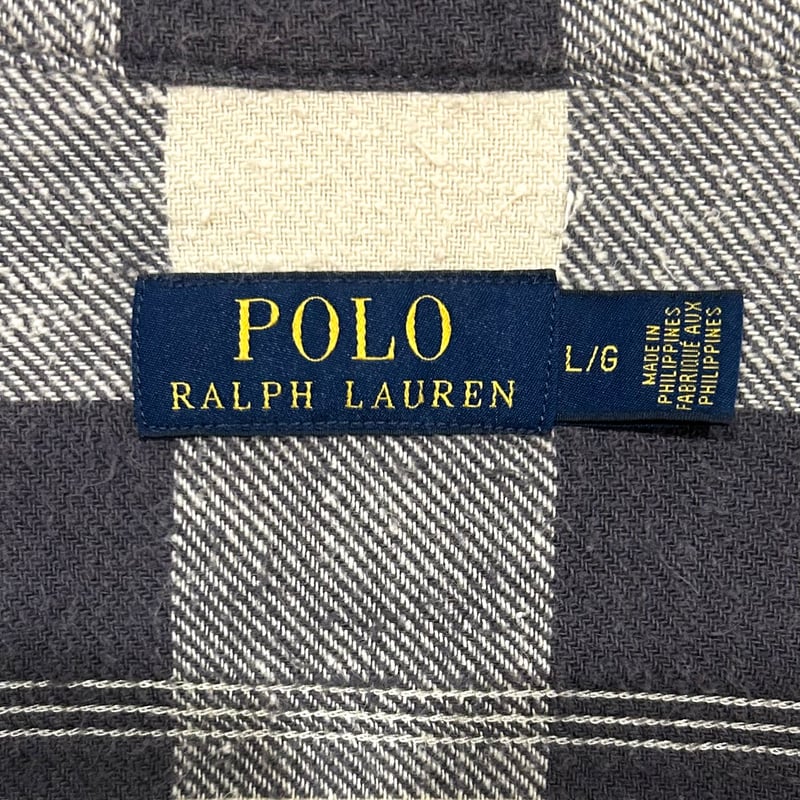 POLO
RALPH LAUREN
L/G
MADE IN
PHILIPPINES
FABRIQUÉ AUX
PHILIPPINES